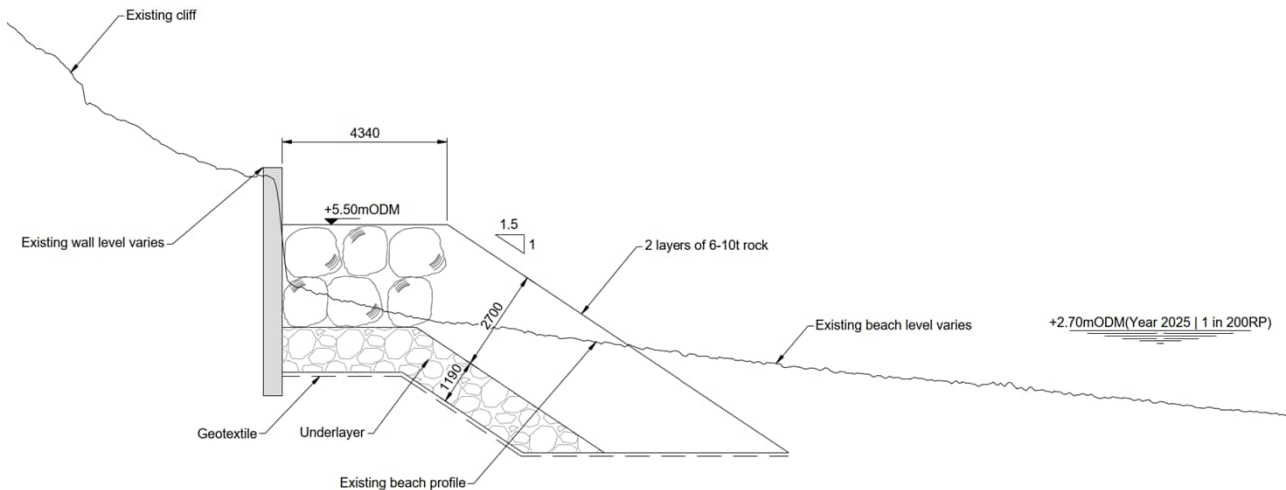 Existing cliff
4340
+5.50mODM
1.5
1
Existing wall level varies
2 layers of 6-10t rock
2700
Existing beach level varies
+2.70mODM(Year 2025 | 1 in 200RP)
1190
Geotextile
Underlayer
Existing beach profile